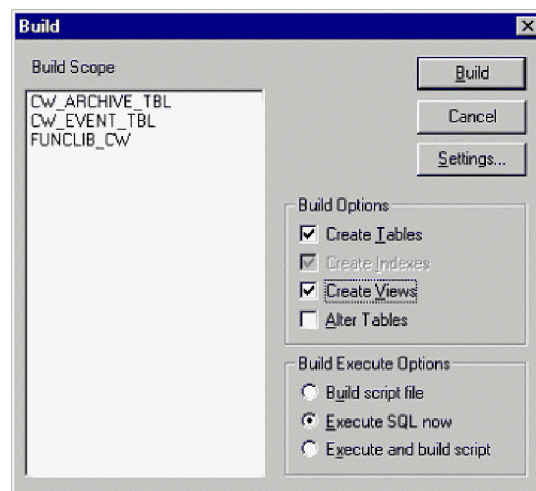 Build
Build Scope
CW_ARCHIVE_TBL
CW_EVENT_TBL
FUNCLIB_CW
Build
Cancel
Settings...
Build Options
Create Tables
Create Indexes
Create Views
Alter Tables
Build Execute Options
Build script file
Execute SQL now
Execute and build script